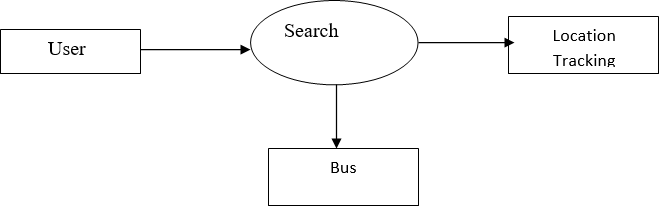 User
Search
Location
Tracking
Bus